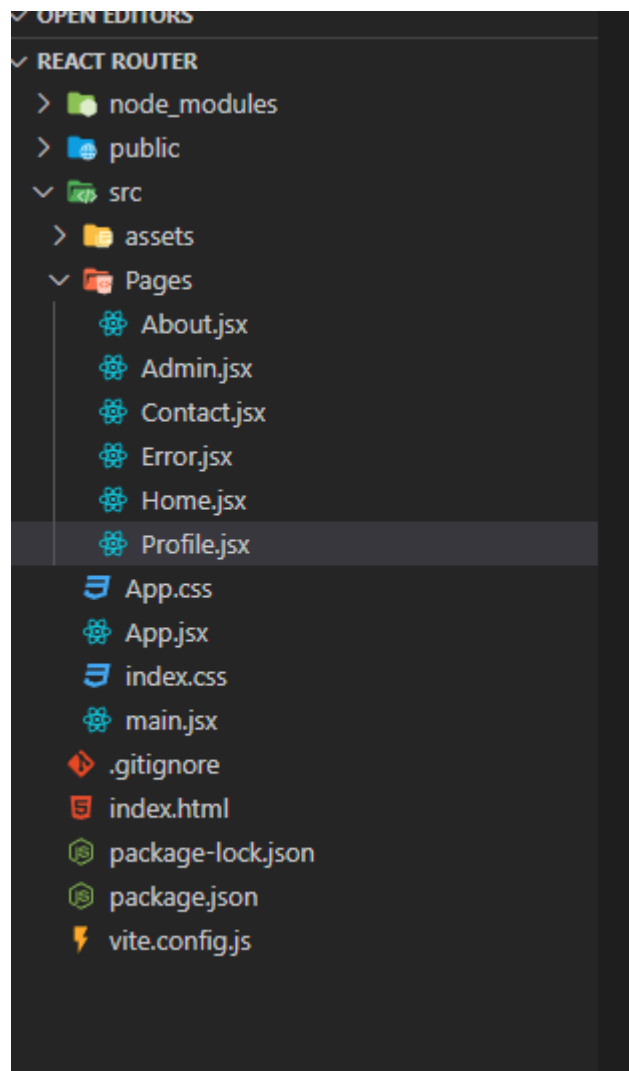 OPEN EDITORS
REACT ROUTER
node_modules
public
src
assets
Pages
About.jsx
Admin.jsx
Contact.jsx
Error.jsx
Home.jsx
Profile.jsx
App.css
App.jsx
index.css
main.jsx
.gitignore
index.html
package-lock.json
package.json
vite.config.js